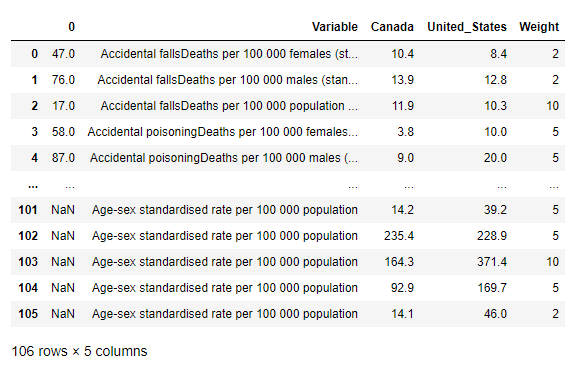 0 Variable Canada United_States Weight
0 47.0 Accidental fallsDeaths per 100 000 females (st... 10.4 8.4 2
1 76.0 Accidental fallsDeaths per 100 000 males (stan... 13.9 12.8 2
2 17.0 Accidental fallsDeaths per 100 000 population ... 11.9 10.3 10
3 58.0 Accidental poisoningDeaths per 100 000 females... 3.8 10.0 5
4 87.0 Accidental poisoningDeaths per 100 000 males (... 9.0 20.0 5
... ... ... ... ... ...
101 NaN Age-sex standardised rate per 100 000 population 14.2 39.2 5
102 NaN Age-sex standardised rate per 100 000 population 235.4 228.9 5
103 NaN Age-sex standardised rate per 100 000 population 164.3 371.4 10
104 NaN Age-sex standardised rate per 100 000 population 92.9 169.7 5
105 NaN Age-sex standardised rate per 100 000 population 14.1 46.0 2
106 rows × 5 columns